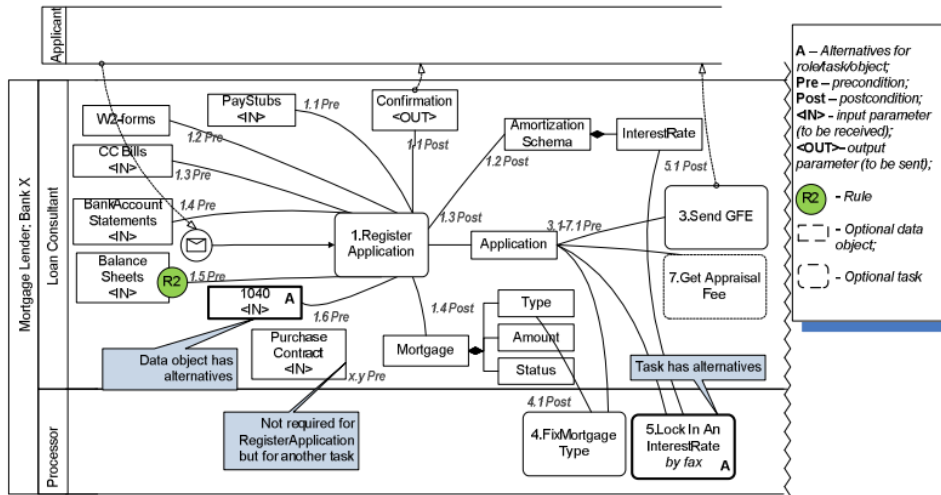 Applicant
Mortgage Lender; Bank X
Loan Consultant
Processor
PayStubs
<IN>
1.1 Pre
W2-forms
1.2 Pre
CC Bills
<IN>
1.3 Pre
BankAccount
Statements
<IN>
1.4 Pre
Balance
Sheets
<IN>
R2
1.5 Pre
1040
<IN>
A
1.6 Pre
Purchase
Contract
<IN>
x.y Pre
Data object has
alternatives
Not required for
RegisterApplication
but for another task
Confirmation
<OUT>
1.1 Post
1.Register
Application
1.2 Post
Amortization
Schema
InterestRate
5.1 Post
1.3 Post
Application
3.1-7.1 Pre
3.Send GFE
7.Get Appraisal
Fee
1.4 Post
Mortgage
Type
Amount
Status
4.1 Post
4.FixMortgage
Type
Task has alternatives
5.Lock In An
InterestRate
by fax
A
A – Alternatives for
role/task/object;
Pre – precondition;
Post – postcondition;
<IN> - input parameter
(to be received);
<OUT>- output
parameter (to be sent);
R2 - Rule
- Optional data
object;
- Optional task